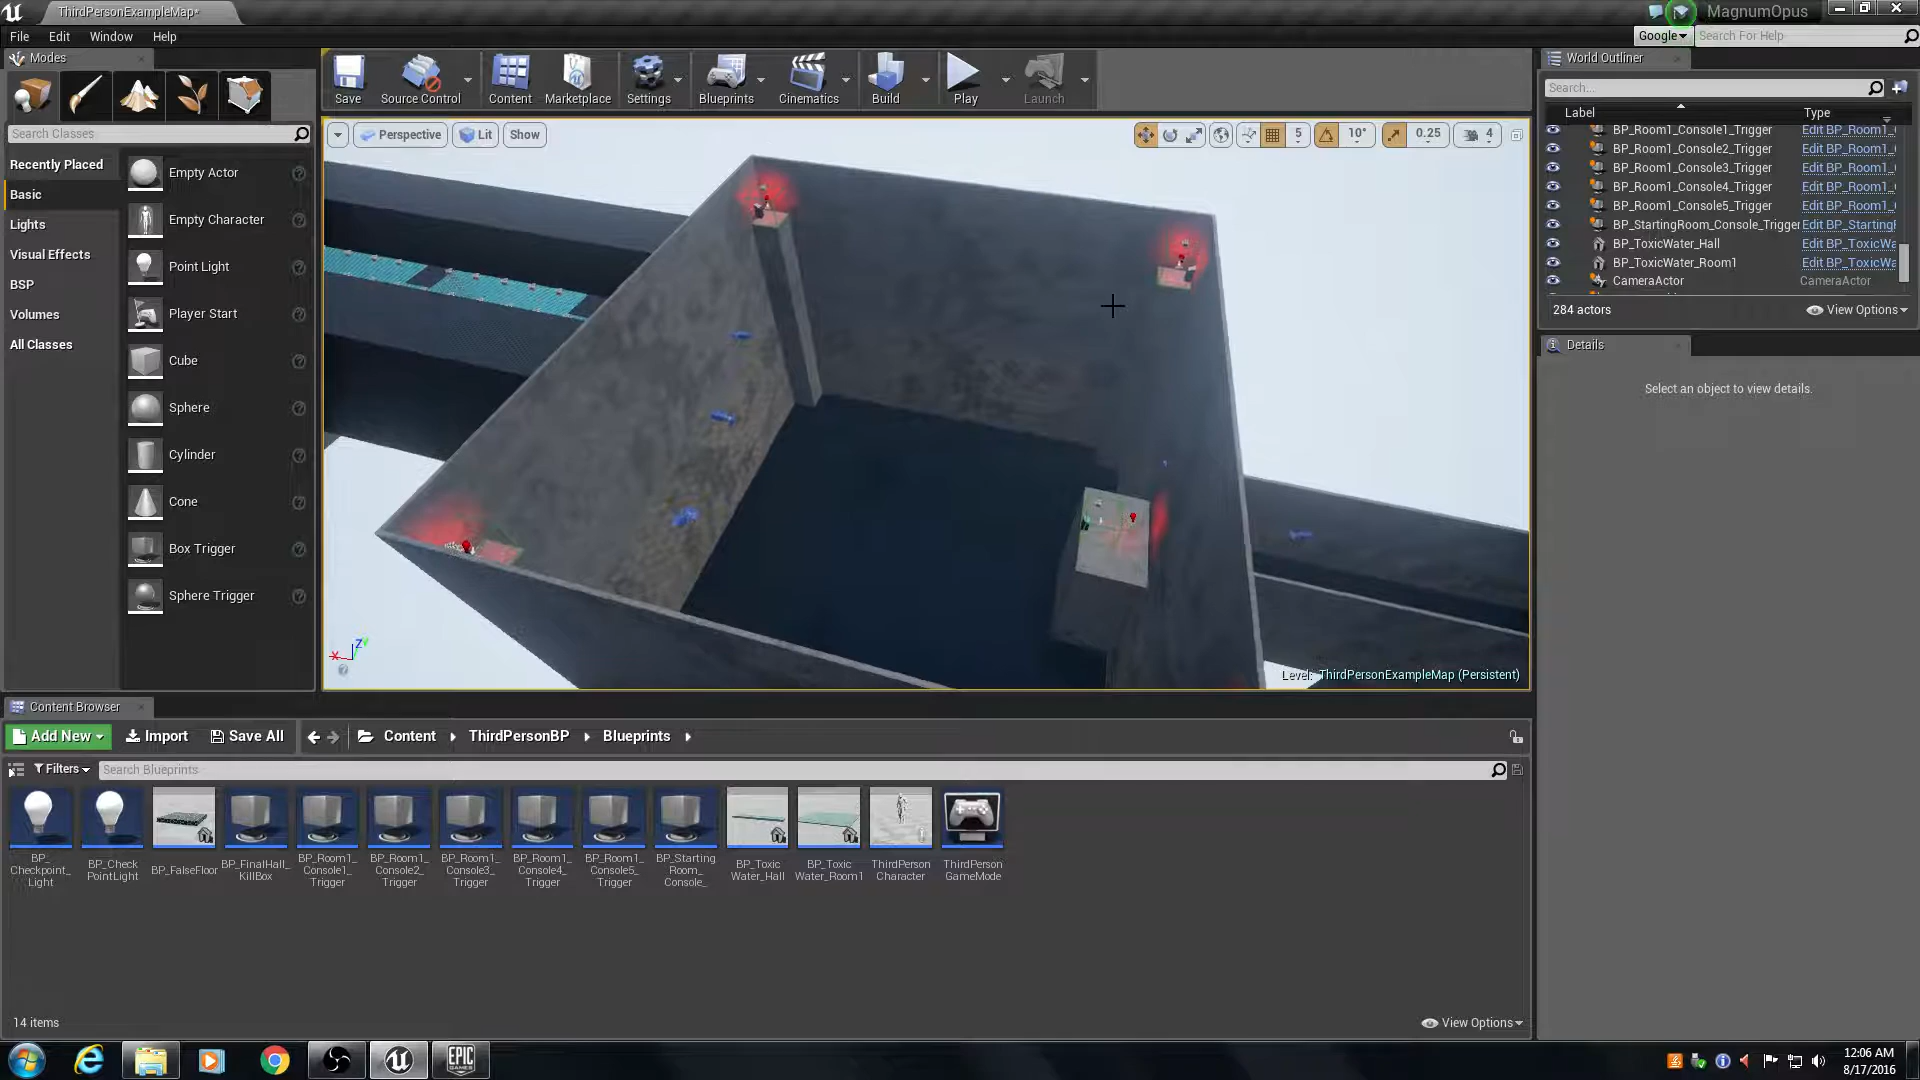 ThirdPersonExampleMap*
MagnumOpus
File Edit Window Help
Google
Search For Help
Modes
Search Classes
Recently Placed
Basic
Lights
Visual Effects
BSP
Volumes
All Classes
Empty Actor
Empty Character
Point Light
Player Start
Cube
Sphere
Cylinder
Cone
Box Trigger
Sphere Trigger
Save
Source Control
Content
Marketplace
Settings
Blueprints
Cinematics
Build
Play
Launch
Perspective
Lit
Show
5
10°
0.25
4
X
Z
Y
Level: ThirdPersonExampleMap (Persistent)
World Outliner
Search...
Label Type
BP_Room1_Console1_Trigger Edit BP_Room1_
BP_Room1_Console2_Trigger Edit BP_Room1_
BP_Room1_Console3_Trigger Edit BP_Room1_
BP_Room1_Console4_Trigger Edit BP_Room1_
BP_Room1_Console5_Trigger Edit BP_Room1_
BP_StartingRoom_Console_Trigger Edit BP_Starting
BP_ToxicWater_Hall Edit BP_ToxicWa
BP_ToxicWater_Room1 Edit BP_ToxicWa
CameraActor CameraActor
284 actors
View Options
Details
Select an object to view details.
Content Browser
Add New
Import
Save All
Content
ThirdPersonBP
Blueprints
Filters
Search Blueprints
BP_
Checkpoint_
Light
BP_Check
PointLight
BP_FalseFloor
BP_FinalHall_
KillBox
BP_Room1_
Console1_
Trigger
BP_Room1_
Console2_
Trigger
BP_Room1_
Console3_
Trigger
BP_Room1_
Console4_
Trigger
BP_Room1_
Console5_
Trigger
BP_Starting
Room_
Console_
BP_Toxic
Water_Hall
BP_Toxic
Water_Room1
ThirdPerson
Character
ThirdPerson
GameMode
14 items
View Options
EPIC
GAMES
12:06 AM
8/17/2016